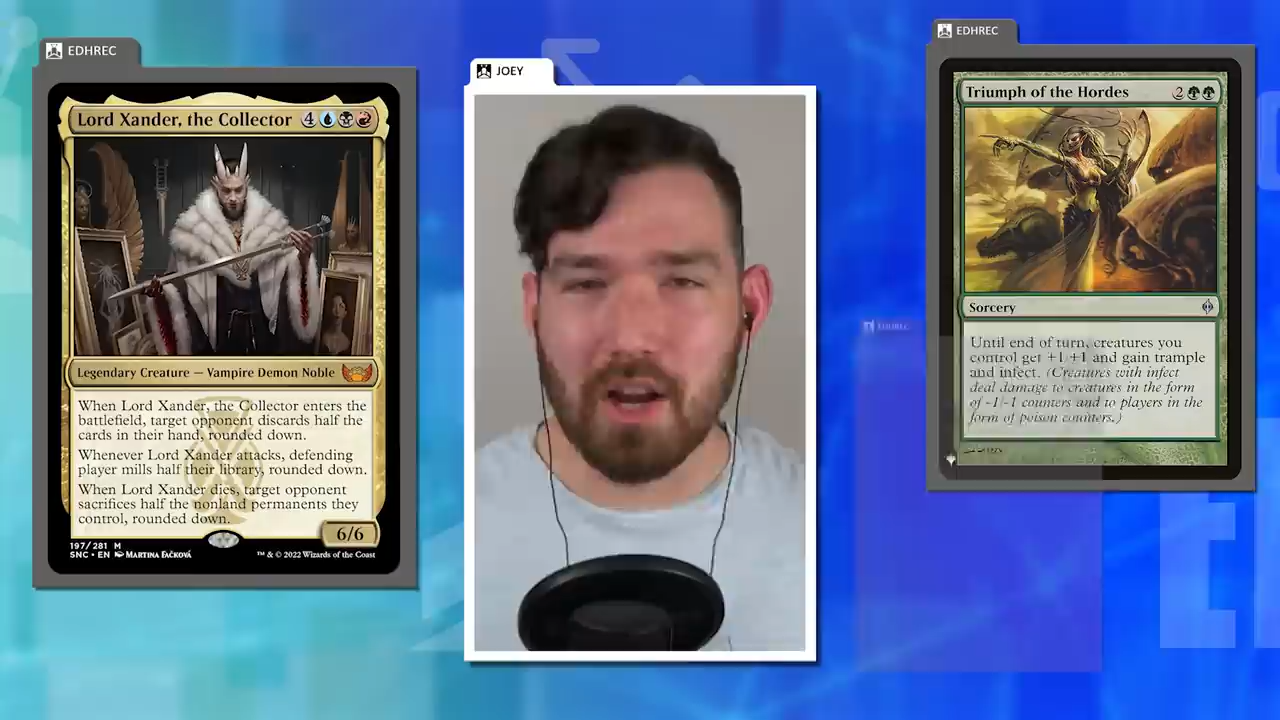 EDHREC
Lord Xander, the Collector 4
Legendary Creature — Vampire Demon Noble
When Lord Xander, the Collector enters the
battlefield, target opponent discards half the
cards in their hand, rounded down.
Whenever Lord Xander attacks, defending
player mills half their library, rounded down.
When Lord Xander dies, target opponent
sacrifices half the nonland permanents they
control, rounded down.
6/6
197/281 M
SNC • EN MARTINA FAČKOVÁ
™ & © 2022 Wizards of the Coast
JOEY
EDHREC
EDHREC
Triumph of the Hordes 2
Sorcery
Until end of turn, creatures you
control get +1/+1 and gain trample
and infect. (Creatures with infect
deal damage to creatures in the form
of -1/-1 counters and to players in the
form of poison counters.)